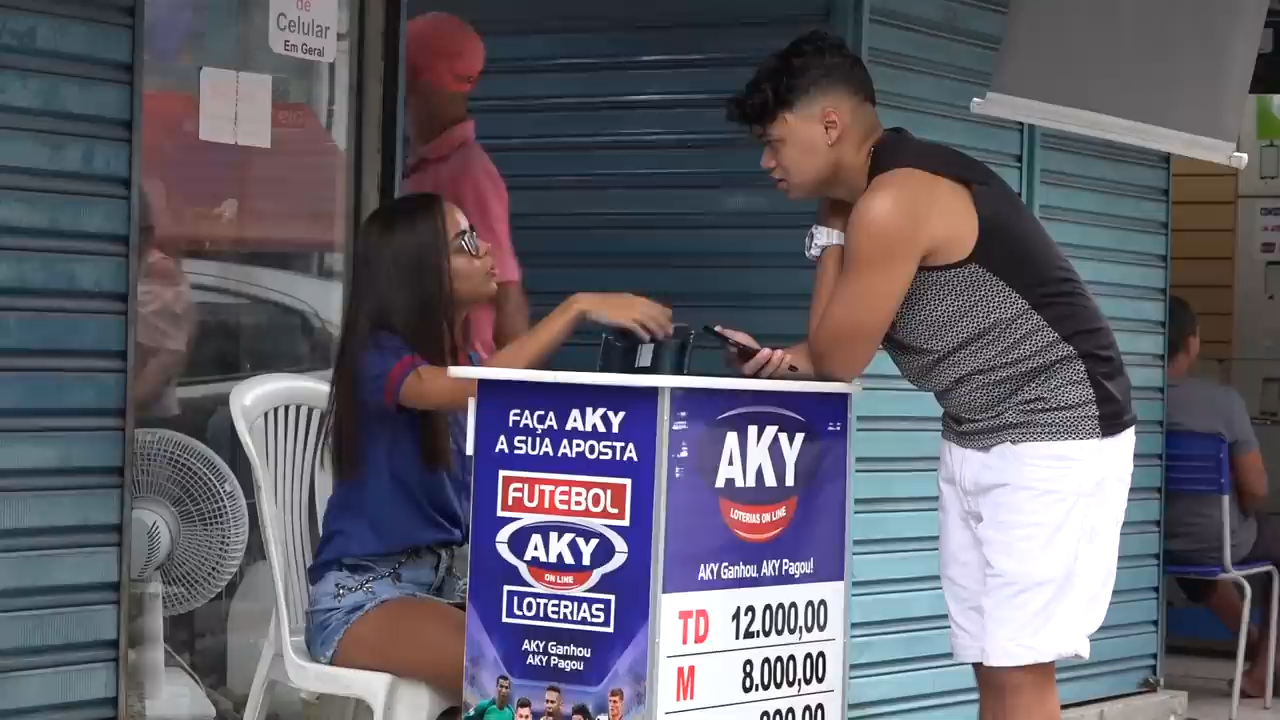 de
Celular
Em Geral
FAÇA AKY
A SUA APOSTA
FUTEBOL
AKY
ON LINE
LOTERIAS
AKY Ganhou
AKY Pagou
AKY
LOTERIAS ON LINE
AKY Ganhou, AKY Pagou!
TD 12.000,00
M 8.000,00